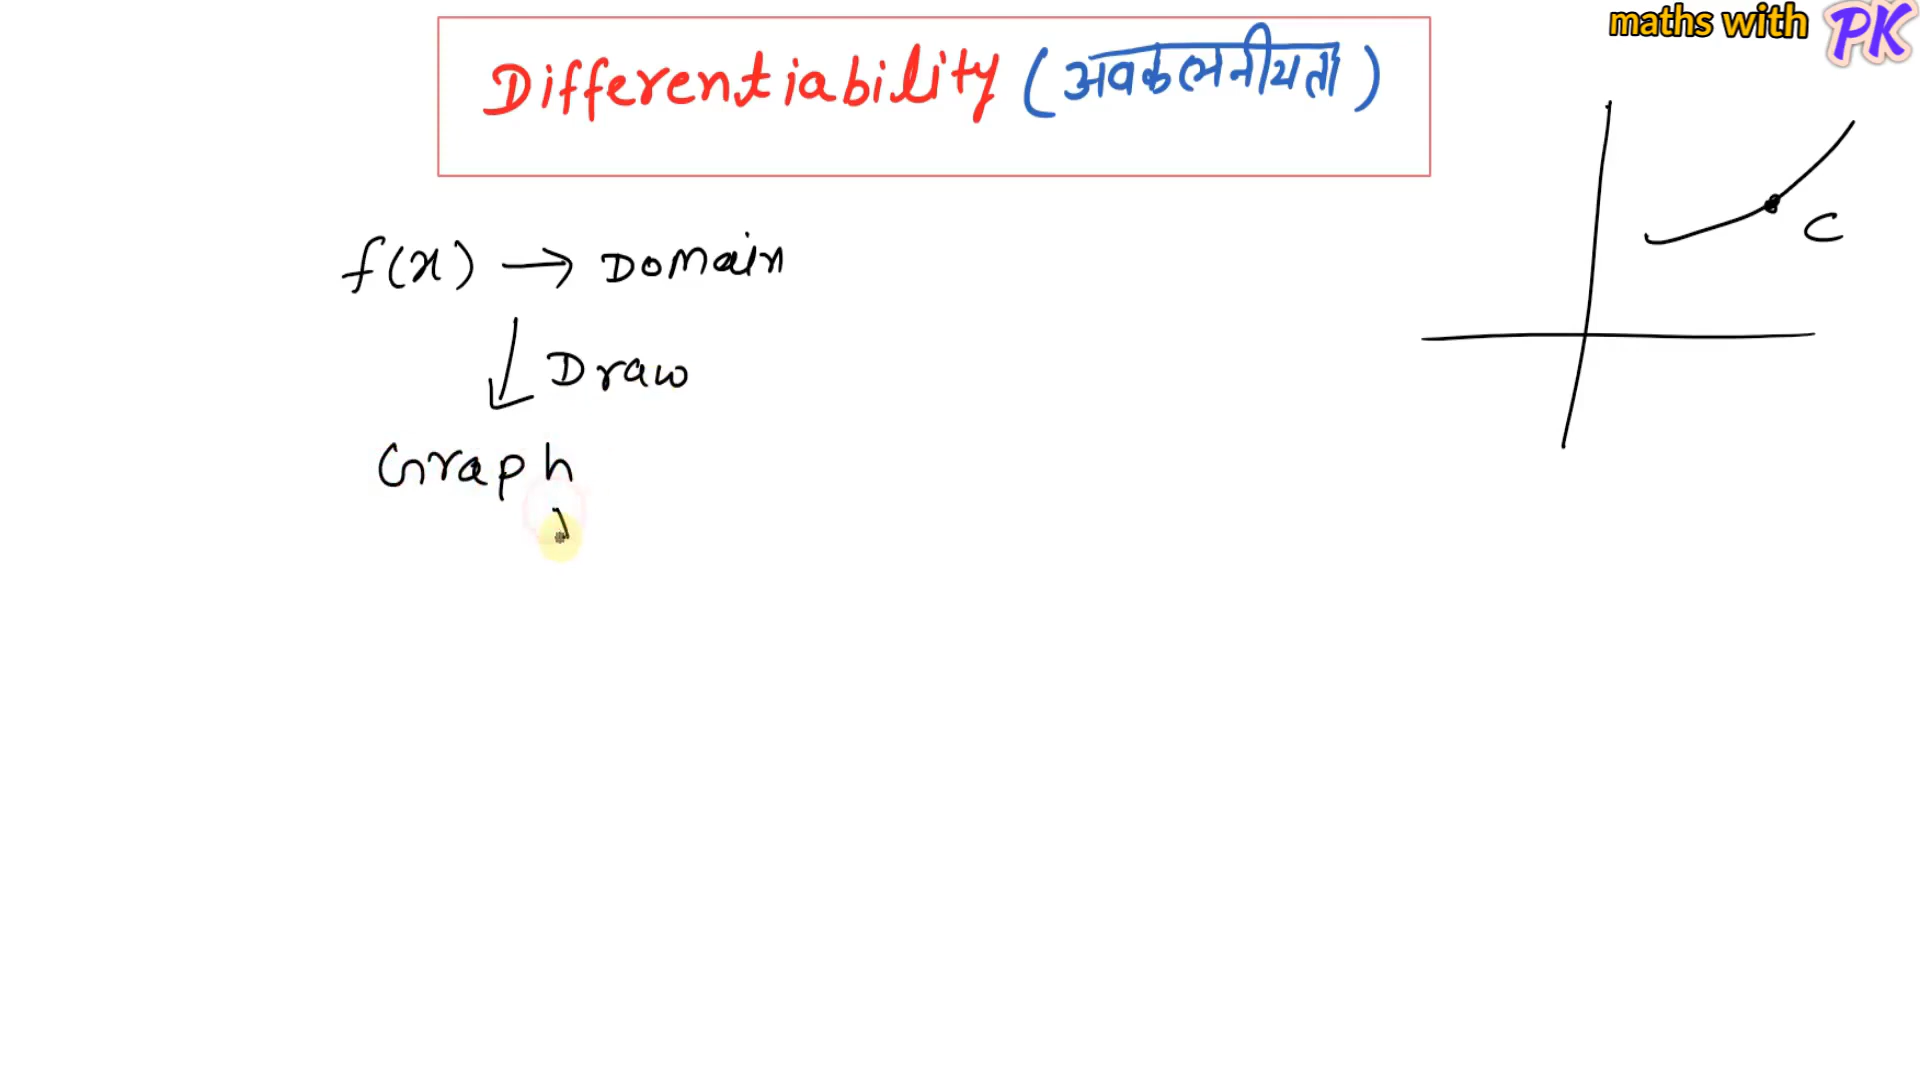 maths with PK
Differentiability (अवकलनीयता)
f(x) → Domain
Draw
Graph
C